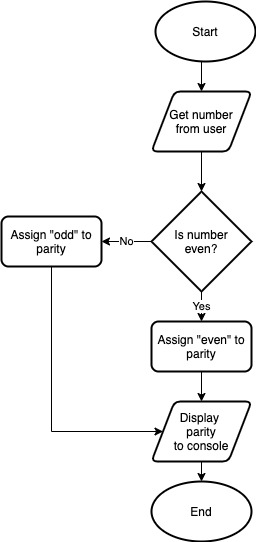 Start
Get number
from user
Is number
even?
No
Assign "odd" to
parity
Yes
Assign "even" to
parity
Display
parity
to console
End